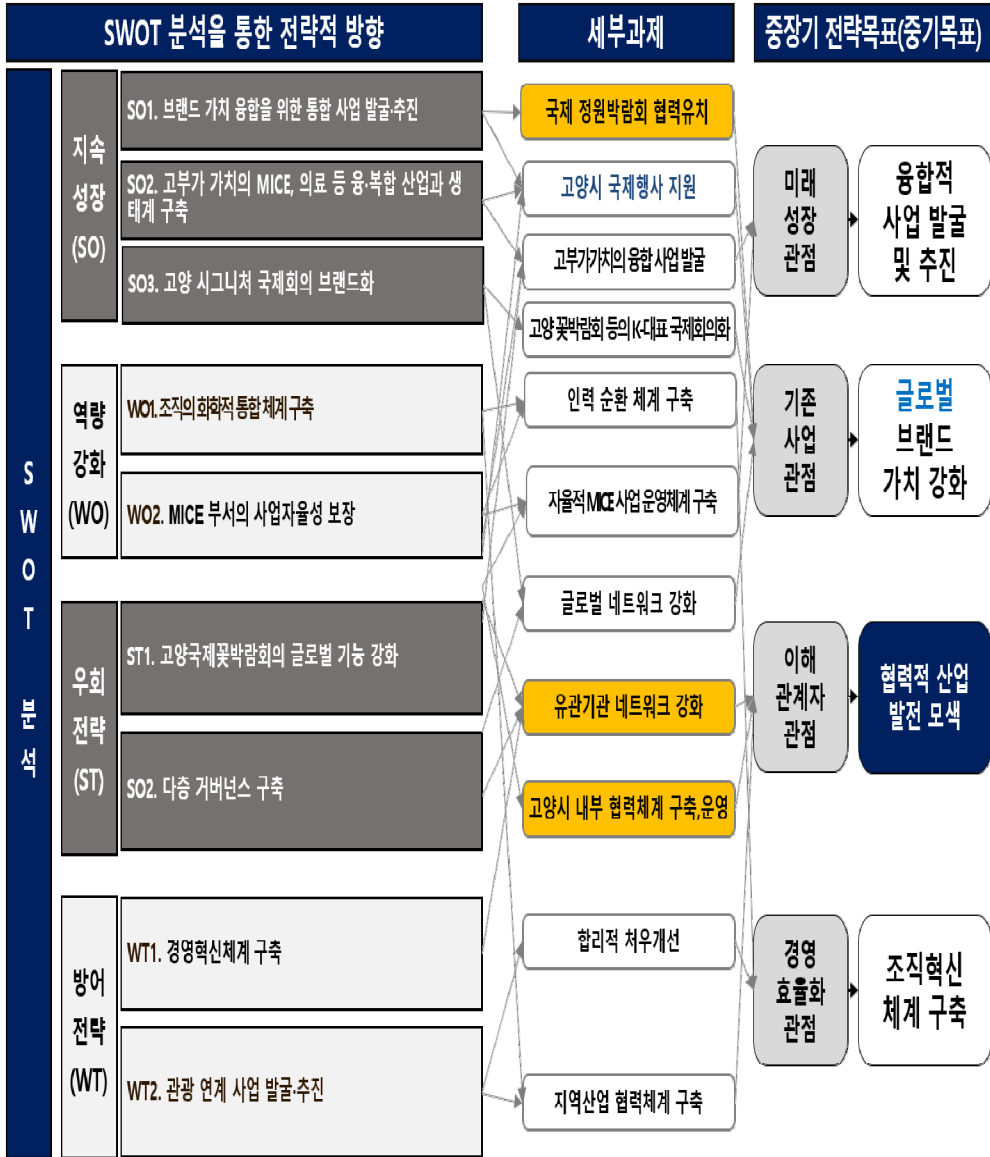 SWOT 분석을 통한 전략적 방향
세부과제
중장기 전략목표(중기목표)
S
W
O
T
분
석
지속
성장
(SO)
SO1. 브랜드 가치 융합을 위한 통합 사업 발굴·추진
SO2. 고부가 가치의 MICE, 의료 등 융·복합 산업과 생
태계 구축
SO3. 고양 시그니처 국제회의 브랜드화
역량
강화
(WO)
WO1. 조직의 화학적 통합 체계 구축
WO2. MICE 부서의 사업자율성 보장
우회
전략
(ST)
ST1. 고양국제꽃박람회의 글로벌 기능 강화
SO2. 다층 거버넌스 구축
방어
전략
(WT)
WT1. 경영혁신체계 구축
WT2. 관광 연계 사업 발굴·추진
국제 정원박람회 협력유치
고양시 국제행사 지원
고부가가치의 융합 사업 발굴
고양 꽃박람회 등의 K-대표 국제회의화
인력 순환 체계 구축
자율적 MICE 사업 운영체계 구축
글로벌 네트워크 강화
유관기관 네트워크 강화
고양시 내부 협력체계 구축,운영
합리적 처우개선
지역산업 협력체계 구축
미래
성장
관점
융합적
사업 발굴
및 추진
기존
사업
관점
글로벌
브랜드
가치 강화
이해
관계자
관점
협력적 산업
발전 모색
경영
효율화
관점
조직혁신
체계 구축